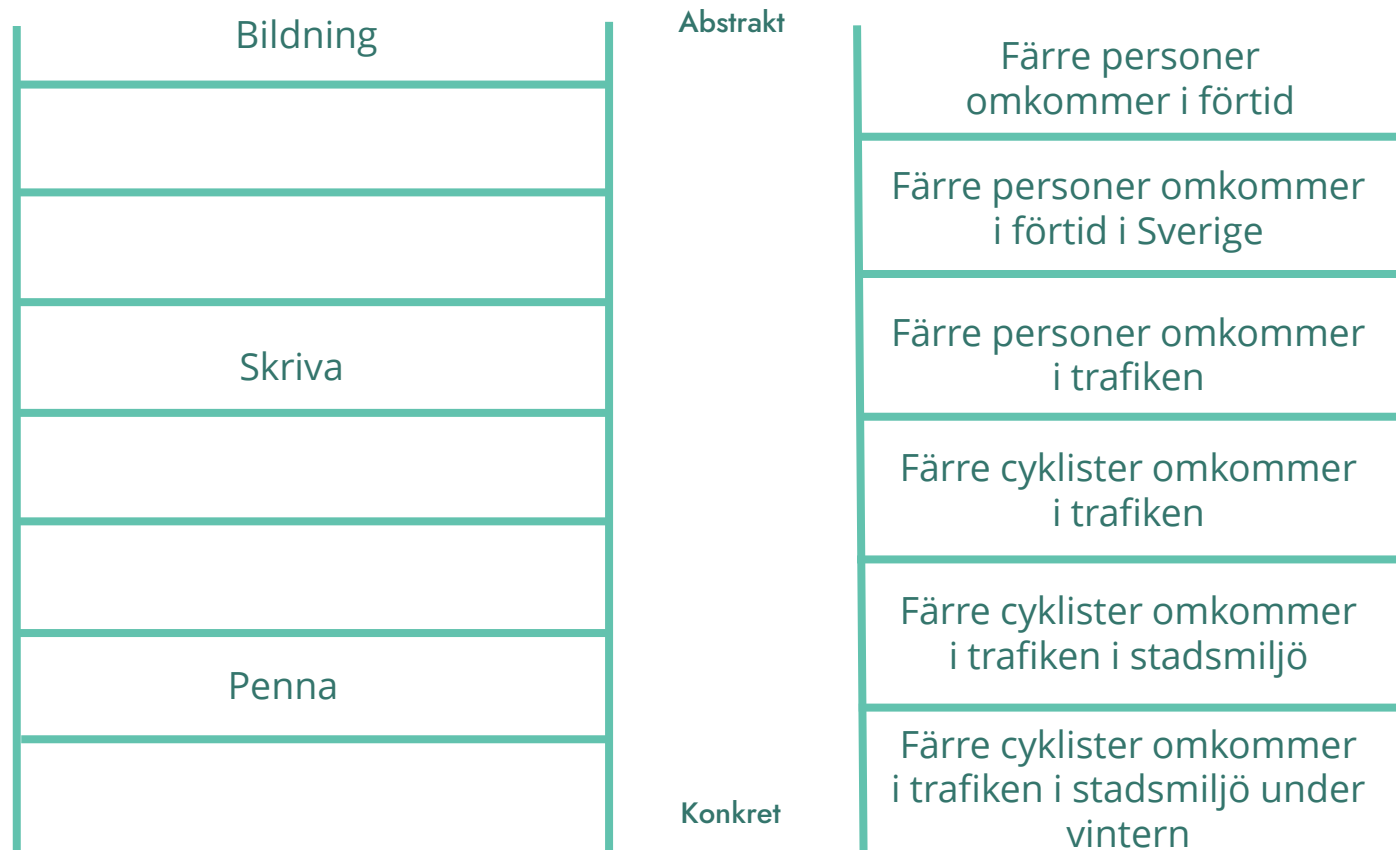 Bildning
Skriva
Penna
Abstrakt
Konkret
Färre personer
omkommer i förtid
Färre personer omkommer
i förtid i Sverige
Färre personer omkommer
i trafiken
Färre cyklister omkommer
i trafiken
Färre cyklister omkommer
i trafiken i stadsmiljö
Färre cyklister omkommer
i trafiken i stadsmiljö under
vintern